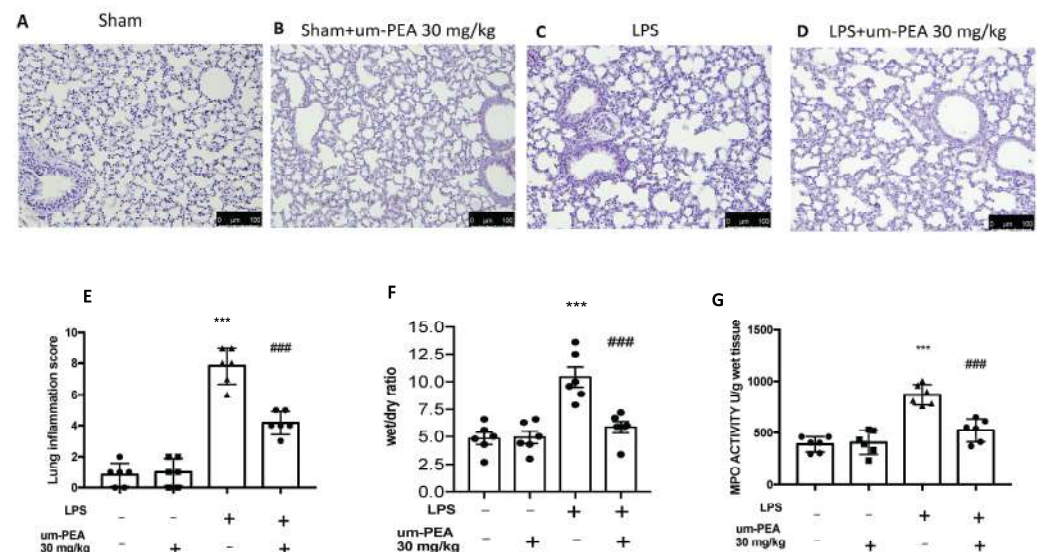 A Sham
B Sham+um-PEA 30 mg/kg
C LPS
D LPS+um-PEA 30 mg/kg
0 µm 100
0 µm 100
0 µm 100
0 µm 100
E
Lung inflammation score
10
8
6
4
2
0
***
###
LPS - - + +
um-PEA
30 mg/kg - + - +
F
wet/dry ratio
15.0
12.5
10.0
7.5
5.0
2.5
0.0
***
###
LPS - - + +
um-PEA
30 mg/kg - + - +
G
MPC ACTIVITY U/g wet tissue
1500
1000
500
0
***
###
LPS - - + +
um-PEA
30 mg/kg - + - +